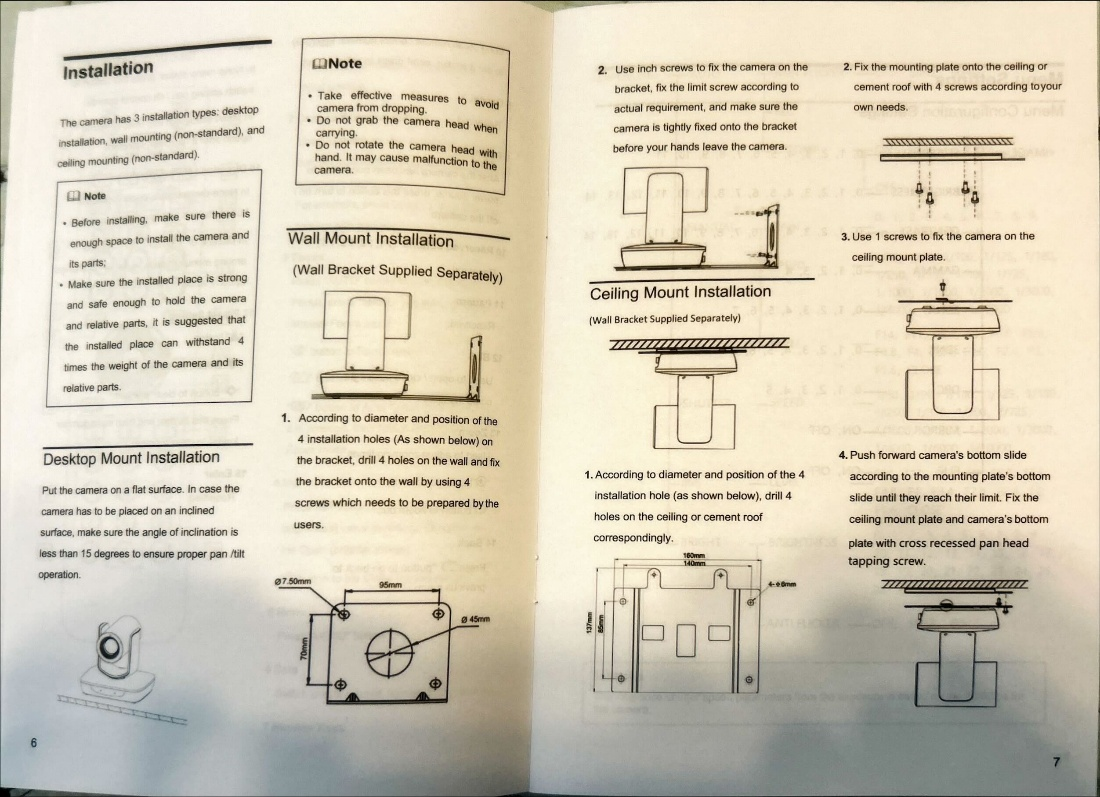 Installation
The camera has 3 installation types: desktop
installation, wall mounting (non-standard), and
ceiling mounting (non-standard).
Note
• Before installing, make sure there is
enough space to install the camera and
its parts;
• Make sure the installed place is strong
and safe enough to hold the camera
and relative parts, it is suggested that
the installed place can withstand 4
times the weight of the camera and its
relative parts.
Desktop Mount Installation
Put the camera on a flat surface. In case the
camera has to be placed on an inclined
surface, make sure the angle of inclination is
less than 15 degrees to ensure proper pan /tilt
operation.
6
Note
• Take effective measures to avoid
camera from dropping.
• Do not grab the camera head when
carrying.
• Do not rotate the camera head with
hand. It may cause malfunction to the
camera.
Wall Mount Installation
(Wall Bracket Supplied Separately)
1. According to diameter and position of the
4 installation holes (As shown below) on
the bracket, drill 4 holes on the wall and fix
the bracket onto the wall by using 4
screws which needs to be prepared by the
users.
Ø7.50mm
95mm
Ø 45mm
70mm
2. Use inch screws to fix the camera on the
bracket, fix the limit screw according to
actual requirement, and make sure the
camera is tightly fixed onto the bracket
before your hands leave the camera.
Ceiling Mount Installation
(Wall Bracket Supplied Separately)
1. According to diameter and position of the 4
installation hole (as shown below), drill 4
holes on the ceiling or cement roof
correspondingly.
160mm
140mm
137mm
85mm
2. Fix the mounting plate onto the ceiling or
cement roof with 4 screws according toyour
own needs.
3. Use 1 screws to fix the camera on the
ceiling mount plate.
4. Push forward camera's bottom slide
according to the mounting plate's bottom
slide until they reach their limit. Fix the
ceiling mount plate and camera's bottom
plate with cross recessed pan head
tapping screw.
7